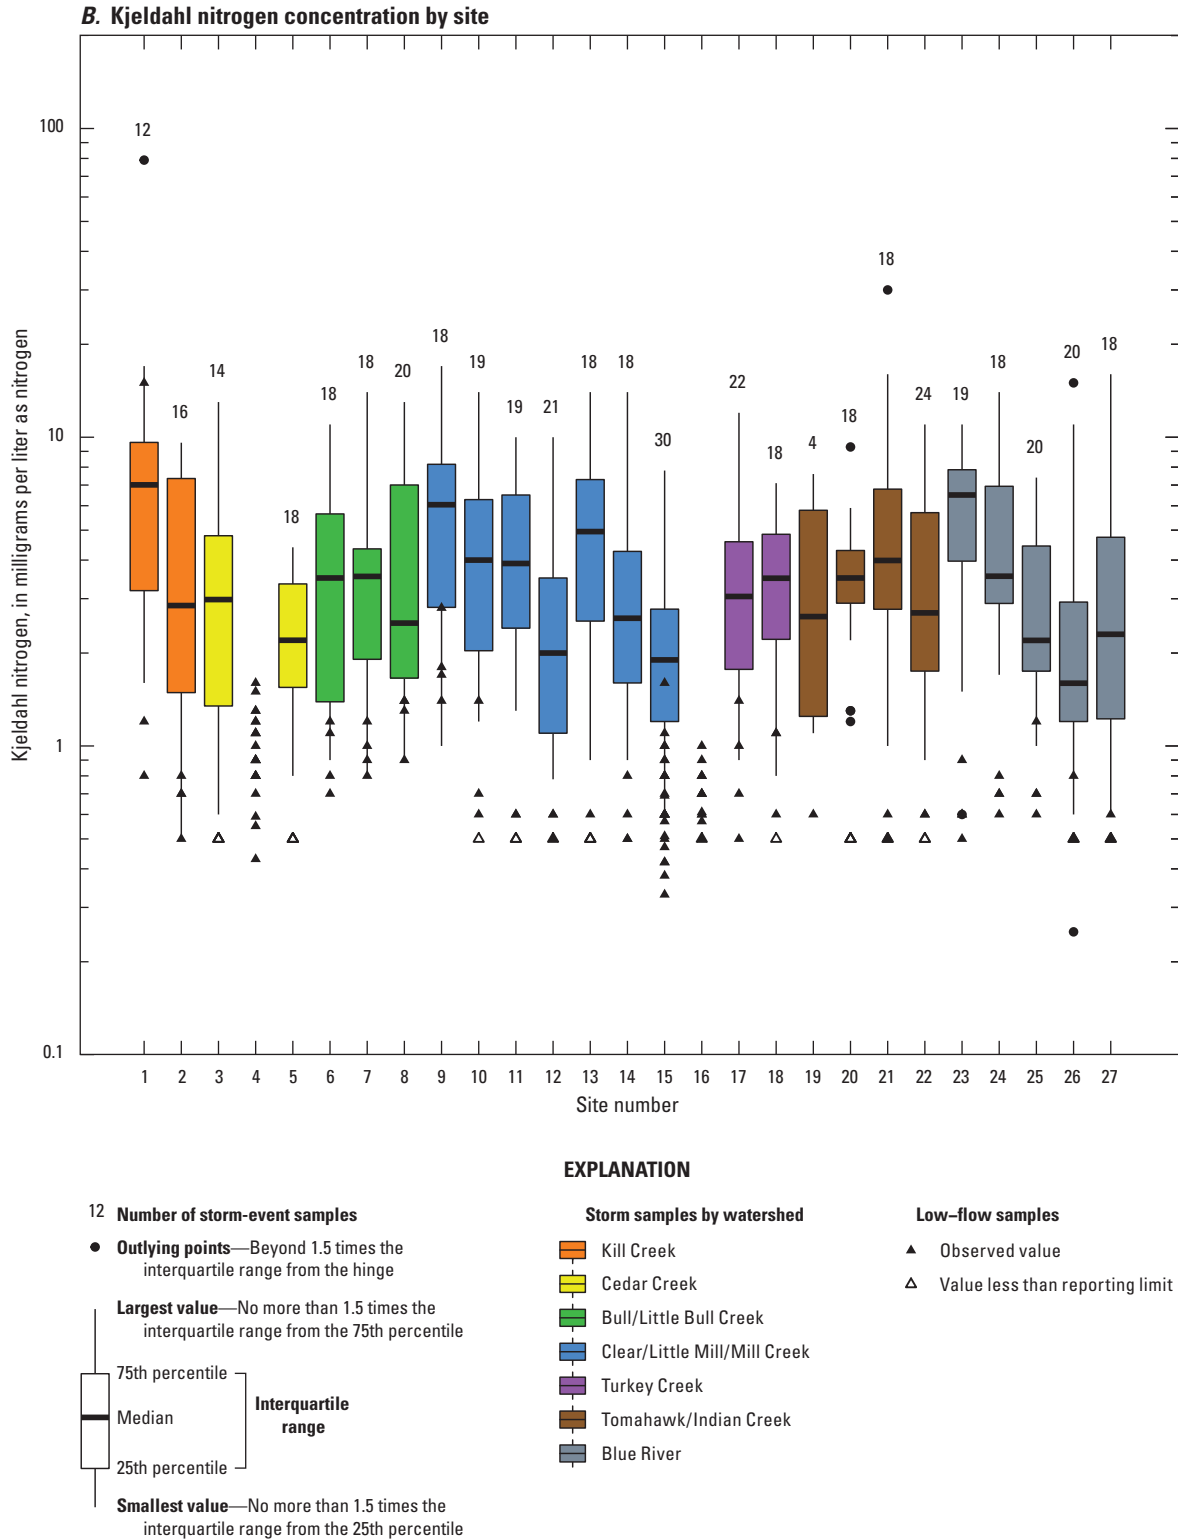 B. Kjeldahl nitrogen concentration by site
Kjeldahl nitrogen, in milligrams per liter as nitrogen
100
10
1
0.1
12
16
14
18
18
18
20
18
19
19
21
18
18
30
22
18
4
18
18
24
19
18
20
20
18
1 2 3 4 5 6 7 8 9 10 11 12 13 14 15 16 17 18 19 20 21 22 23 24 25 26 27
Site number
EXPLANATION
12 Number of storm-event samples
Outlying points—Beyond 1.5 times the
interquartile range from the hinge
Largest value—No more than 1.5 times the
interquartile range from the 75th percentile
75th percentile
Median
Interquartile
range
25th percentile
Smallest value—No more than 1.5 times the
interquartile range from the 25th percentile
Storm samples by watershed
Kill Creek
Cedar Creek
Bull/Little Bull Creek
Clear/Little Mill/Mill Creek
Turkey Creek
Tomahawk/Indian Creek
Blue River
Low–flow samples
Observed value
Value less than reporting limit